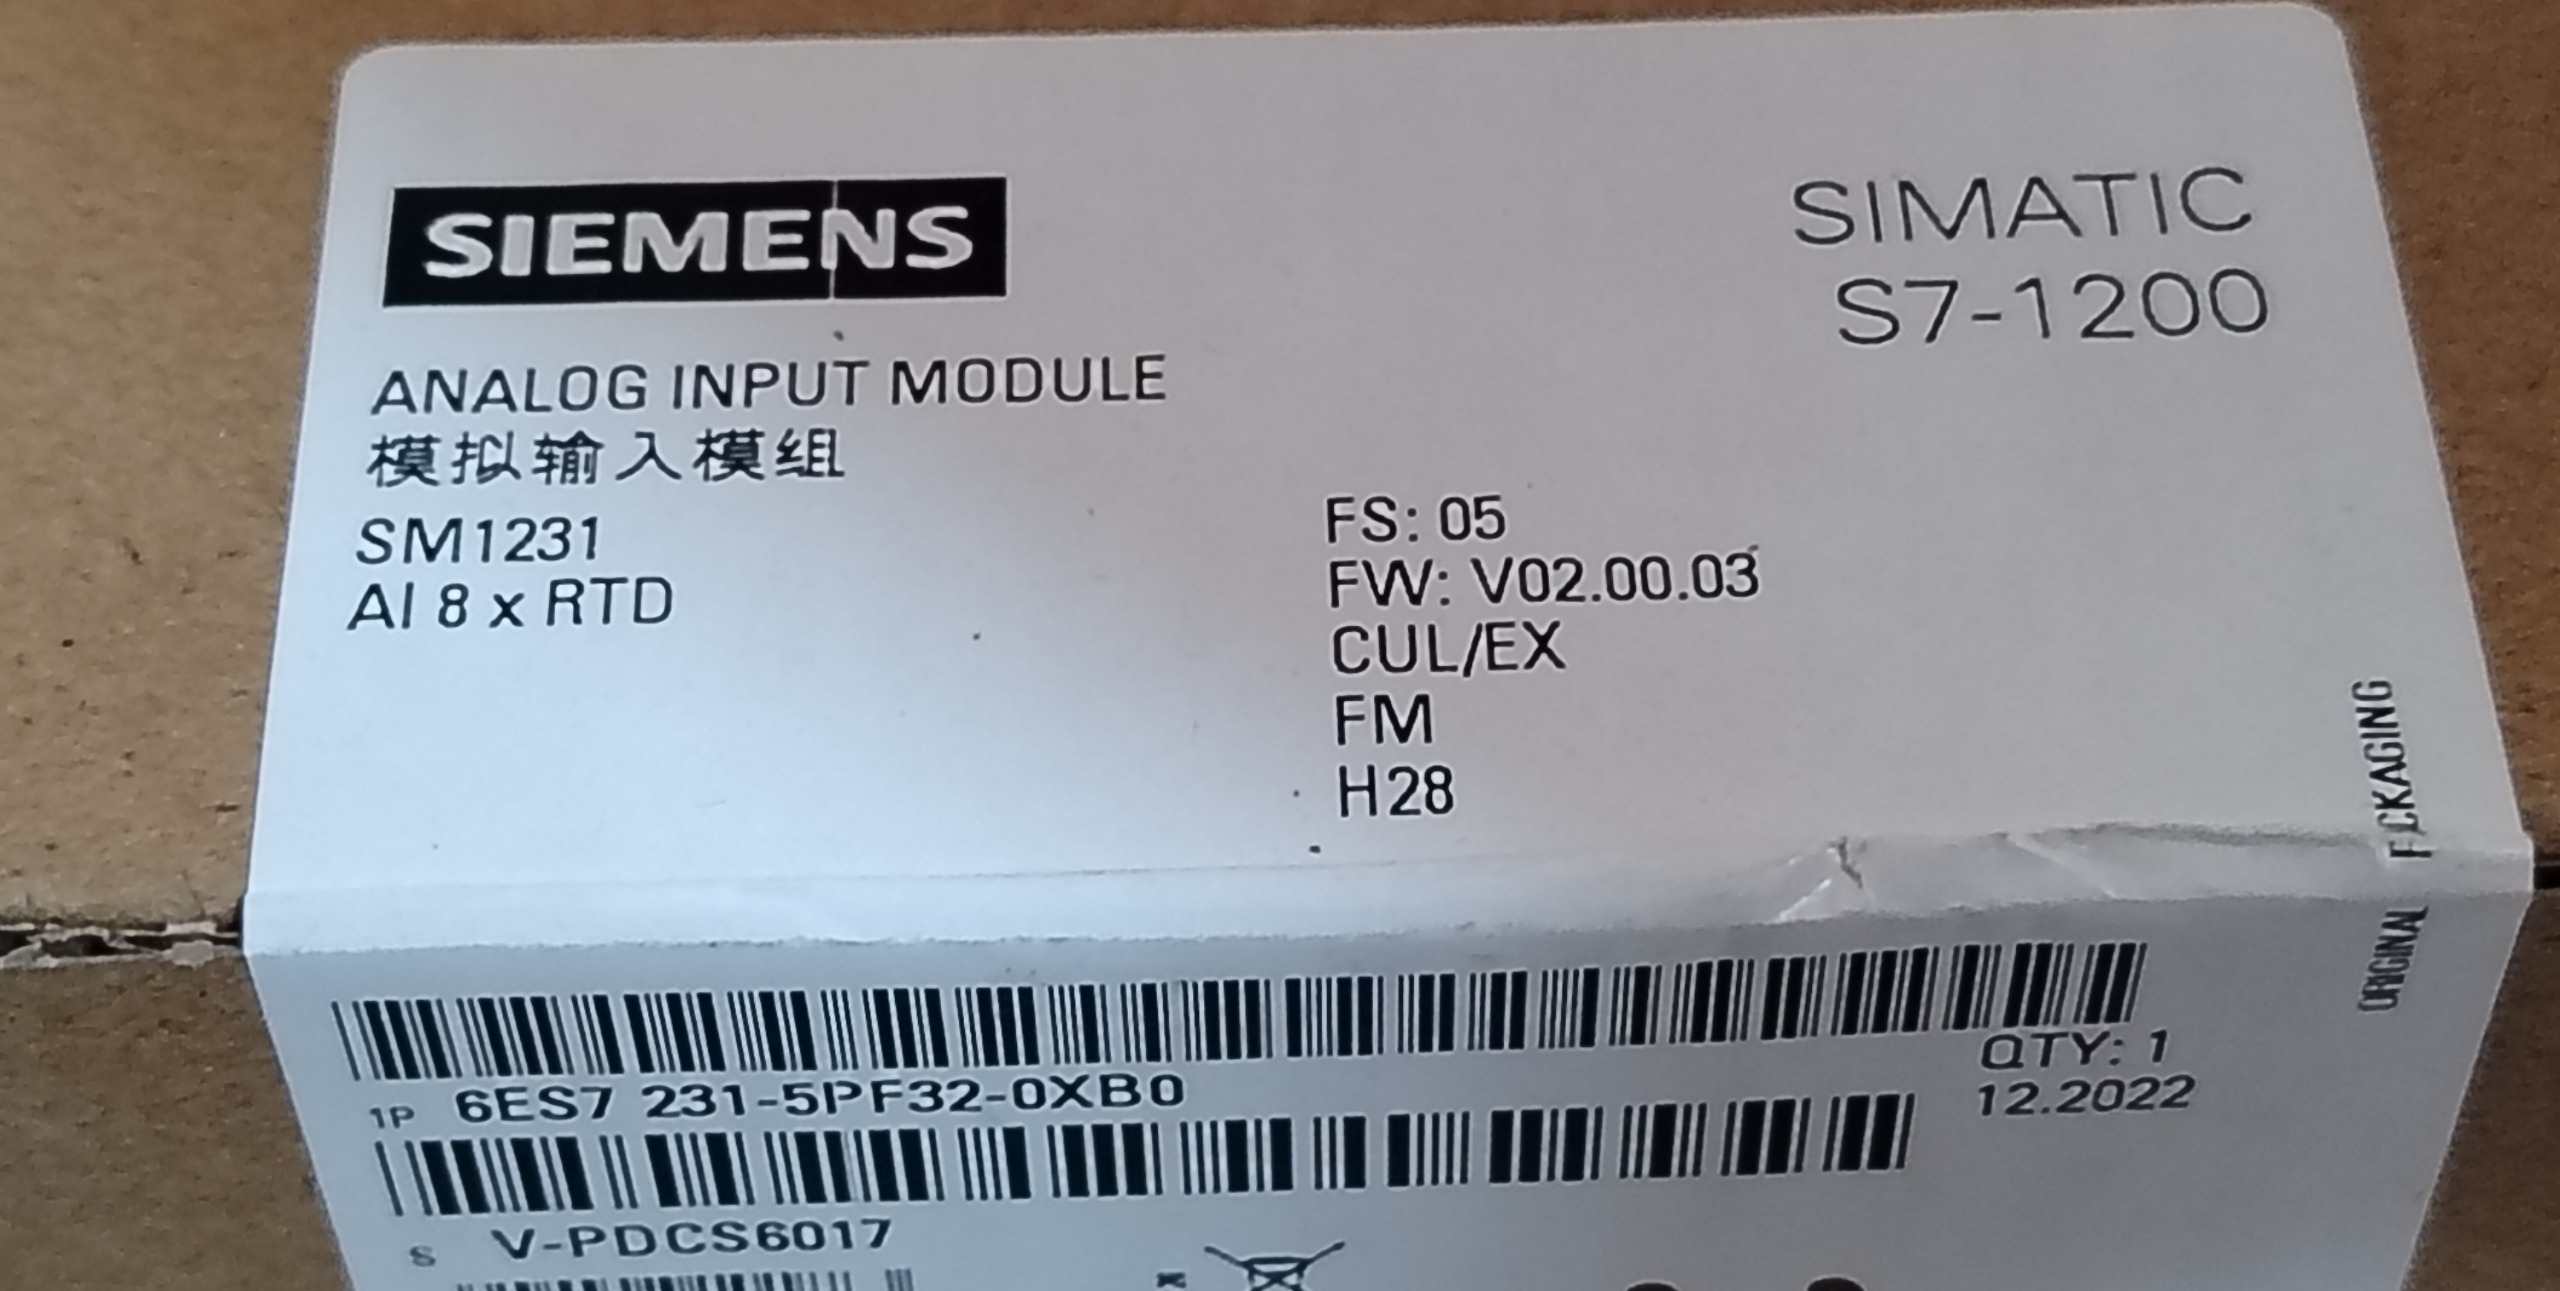 SIEMENS
SIMATIC
S7-1200
ANALOG INPUT MODULE
模拟输入模组
SM1231
AI 8 x RTD
FS: 05
FW: V02.00.03
CUL/EX
FM
H28
ORIGINAL
QTY: 1
1P 6ES7 231-5PF32-0XB0
12.2022
S V-PDCS6017